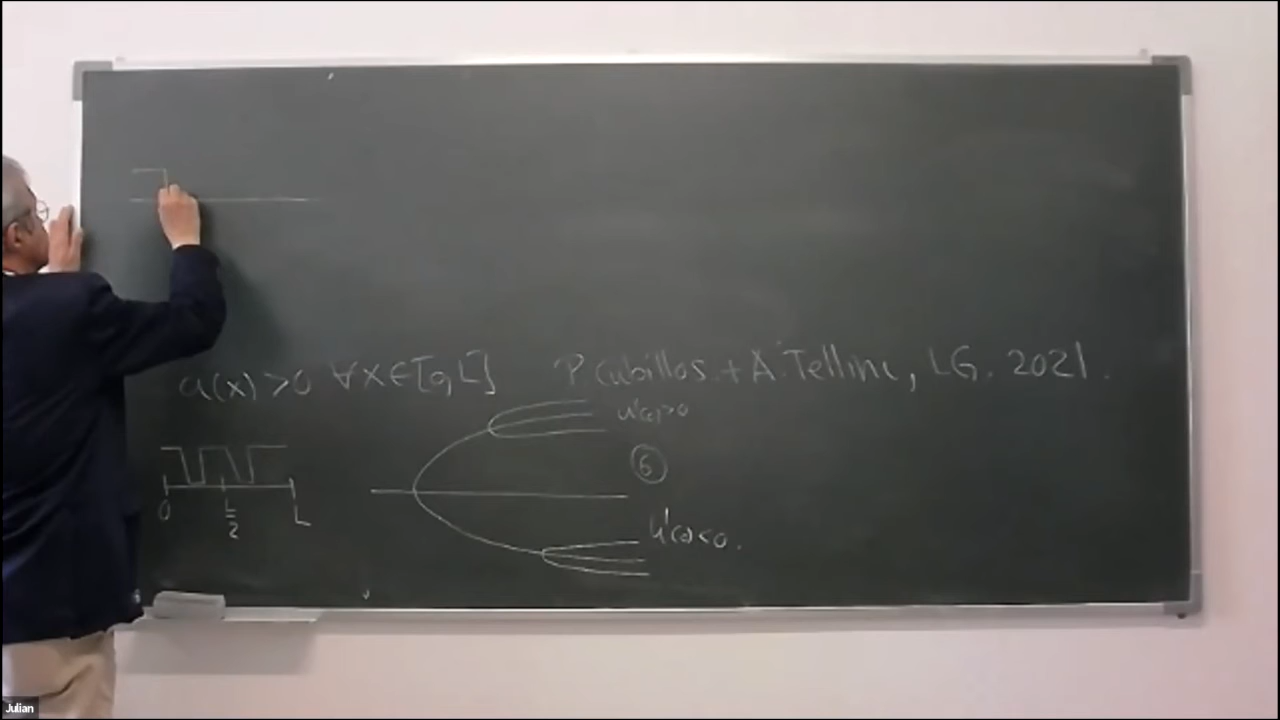 a(x)>0 ∀x∈[0,L] P. Cubillos + A. Tellini, LG. 2021.
u'(0)>0
6
0 L/2 L
u'(0)<0.
Julian